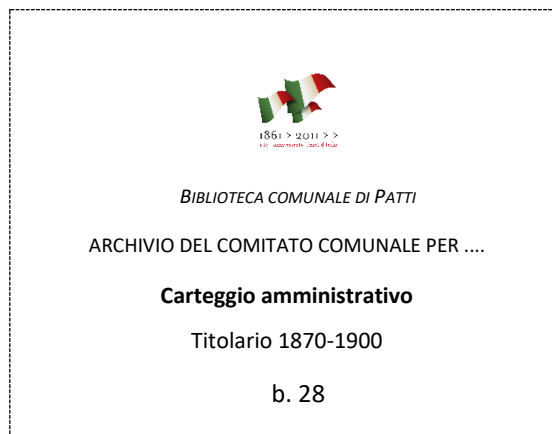 1861 > 2011 > >
BIBLIOTECA COMUNALE DI PATTI
ARCHIVIO DEL COMITATO COMUNALE PER ....
Carteggio amministrativo
Titolario 1870-1900
b. 28